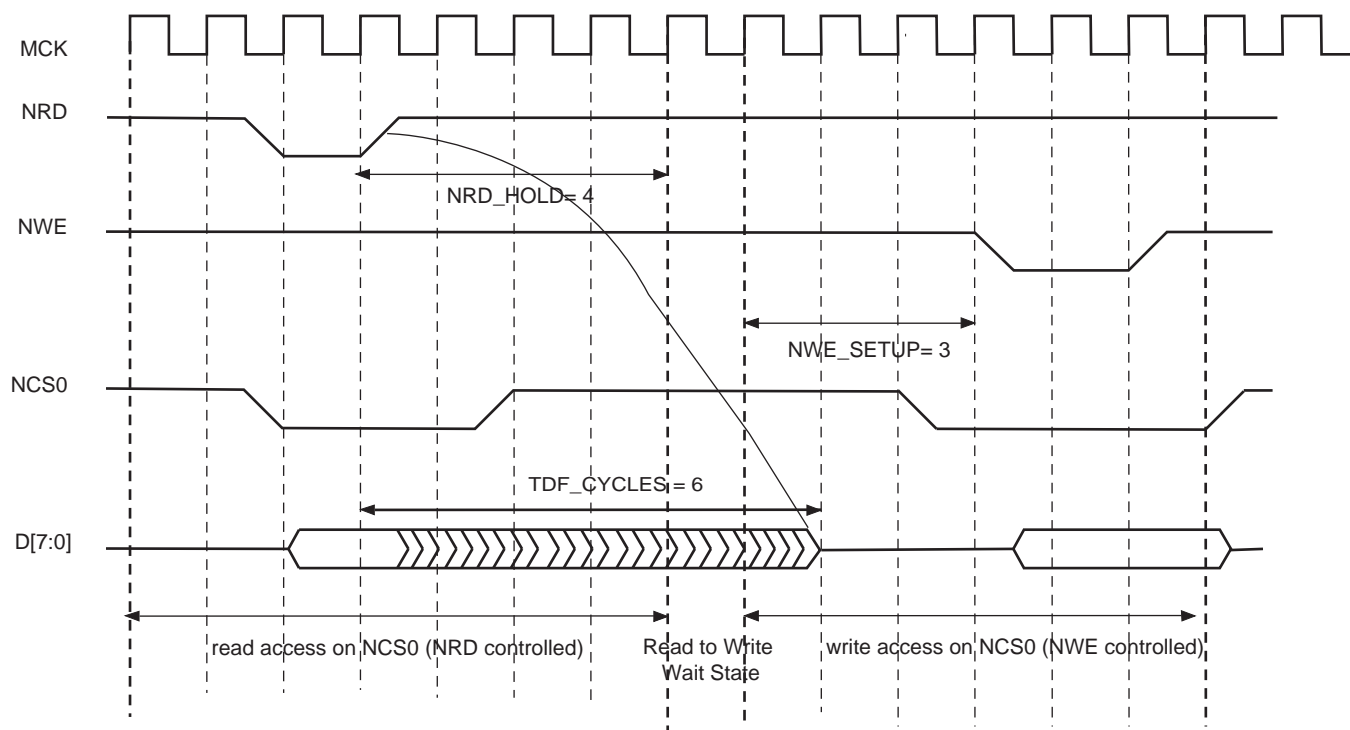 MCK
NRD
NRD_HOLD= 4
NWE
NWE_SETUP= 3
NCS0
TDF_CYCLES = 6
D[7:0]
read access on NCS0 (NRD controlled)
Read to Write
Wait State
write access on NCS0 (NWE controlled)